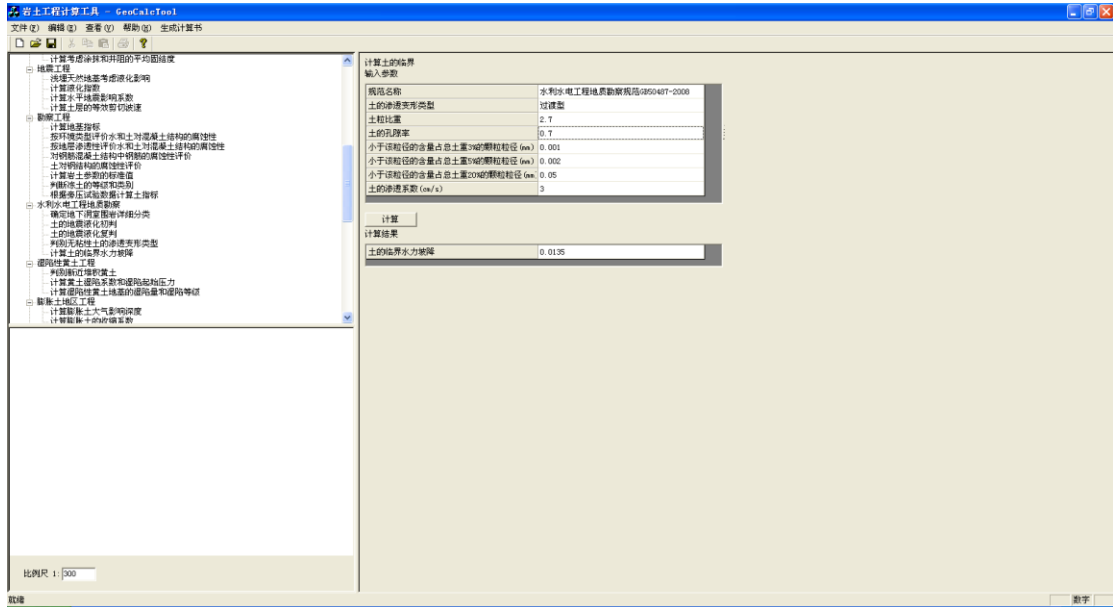 岩土工程计算工具 - GeoCalcTool
文件(F) 编辑(E) 查看(V) 帮助(H) 生成计算书
计算考虑涂抹和井阻的平均固结度
地震工程
浅埋天然地基考虑液化影响
计算液化指数
计算水平地震影响系数
计算土层的等效剪切波速
勘察工程
计算地基指标
按环境类型评价水和土对混凝土结构的腐蚀性
按地层渗透性评价水和土对混凝土结构的腐蚀性
对钢筋混凝土结构中钢筋的腐蚀性评价
土对钢结构的腐蚀性评价
计算岩土参数的标准值
判断冻土的等级和类别
根据旁压试验数据计算土指标
水利水电工程地质勘察
确定地下洞室围岩详细分类
土的地震液化初判
土的地震液化复判
判别无粘性土的渗透变形类型
计算土的临界水力坡降
湿陷性黄土工程
判别新近堆积黄土
计算黄土湿陷系数和湿陷起始压力
计算湿陷性黄土地基的湿陷量和湿陷等级
膨胀土地区工程
计算膨胀土大气影响深度
计算膨胀土的收缩系数
计算土的临界
输入参数
规范名称 水利水电工程地质勘察规范GB50487-2008
土的渗透变形类型 过渡型
土粒比重 2.7
土的孔隙率 0.7
小于该粒径的含量占总土重3%的颗粒粒径(mm) 0.001
小于该粒径的含量占总土重5%的颗粒粒径(mm) 0.002
小于该粒径的含量占总土重20%的颗粒粒径(mm. 0.05
土的渗透系数(cm/s) 3
计算
计算结果
土的临界水力坡降 0.0135
比例尺 1: 300
就绪
数字